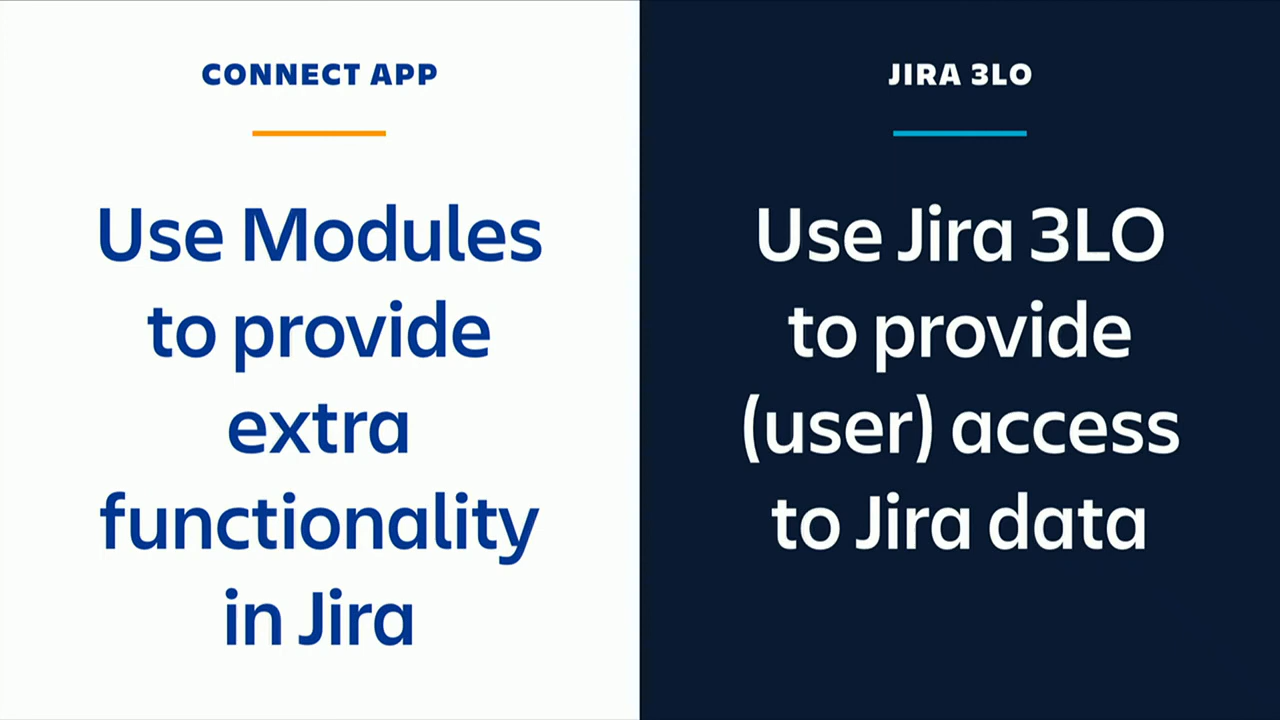 CONNECT APP
Use Modules
to provide
extra
functionality
in Jira
JIRA 3LO
Use Jira 3LO
to provide
(user) access
to Jira data